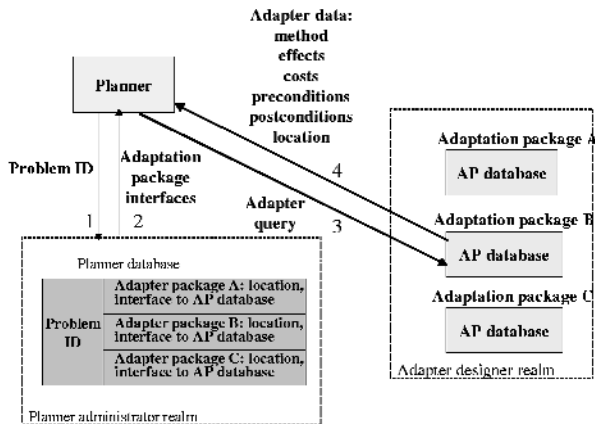 Adapter data:
method
effects
costs
preconditions
postconditions
location
Planner
Problem ID
Adaptation
package
interfaces
1
2
Adapter
query
3
4
Adaptation package A
AP database
Adaptation package B
AP database
Adaptation package C
AP database
Adapter designer realm
Planner database
Problem
ID
Adapter package A: location,
interface to AP database
Adapter package B: location,
interface to AP database
Adapter package C: location,
interface to AP database
Planner administrator realm